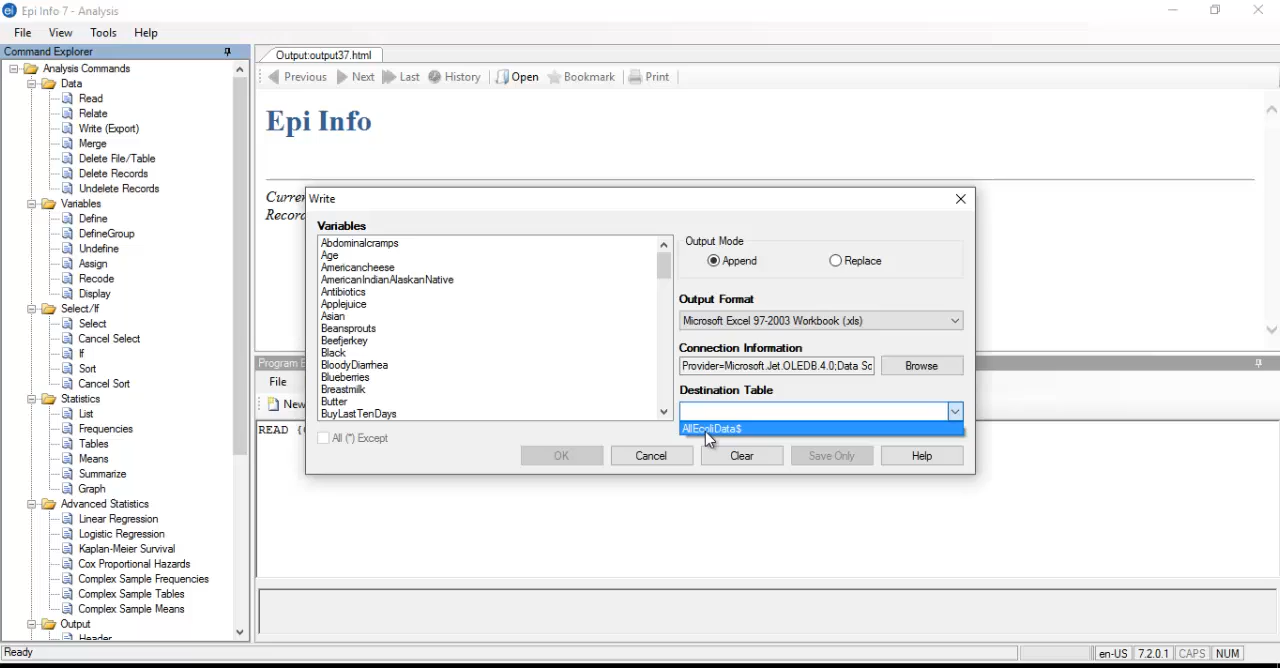 Epi Info 7 - Analysis
File View Tools Help
Command Explorer
Analysis Commands
Data
Read
Relate
Write (Export)
Merge
Delete File/Table
Delete Records
Undelete Records
Variables
Define
DefineGroup
Undefine
Assign
Recode
Display
Select/If
Select
Cancel Select
If
Sort
Cancel Sort
Statistics
List
Frequencies
Tables
Means
Summarize
Graph
Advanced Statistics
Linear Regression
Logistic Regression
Kaplan-Meier Survival
Cox Proportional Hazards
Complex Sample Frequencies
Complex Sample Tables
Complex Sample Means
Output
Header
Output:output37.html
Previous Next Last History Open Bookmark Print
Epi Info
Curre
Record
Program E
File
New
READ {
Write
Variables
Abdominalcramps
Age
Americancheese
AmericanIndianAlaskanNative
Antibiotics
Applejuice
Asian
Beansprouts
Beefjerkey
Black
BloodyDiarrhea
Blueberries
Breastmilk
Butter
BuyLastTenDays
All (*) Except
Output Mode
Append Replace
Output Format
Microsoft Excel 97-2003 Workbook (.xls)
Connection Information
Provider=Microsoft.Jet.OLEDB.4.0;Data Sc
Browse
Destination Table
AllEcoliData$
OK Cancel Clear Save Only Help
Ready
en-US 7.2.0.1 CAPS NUM